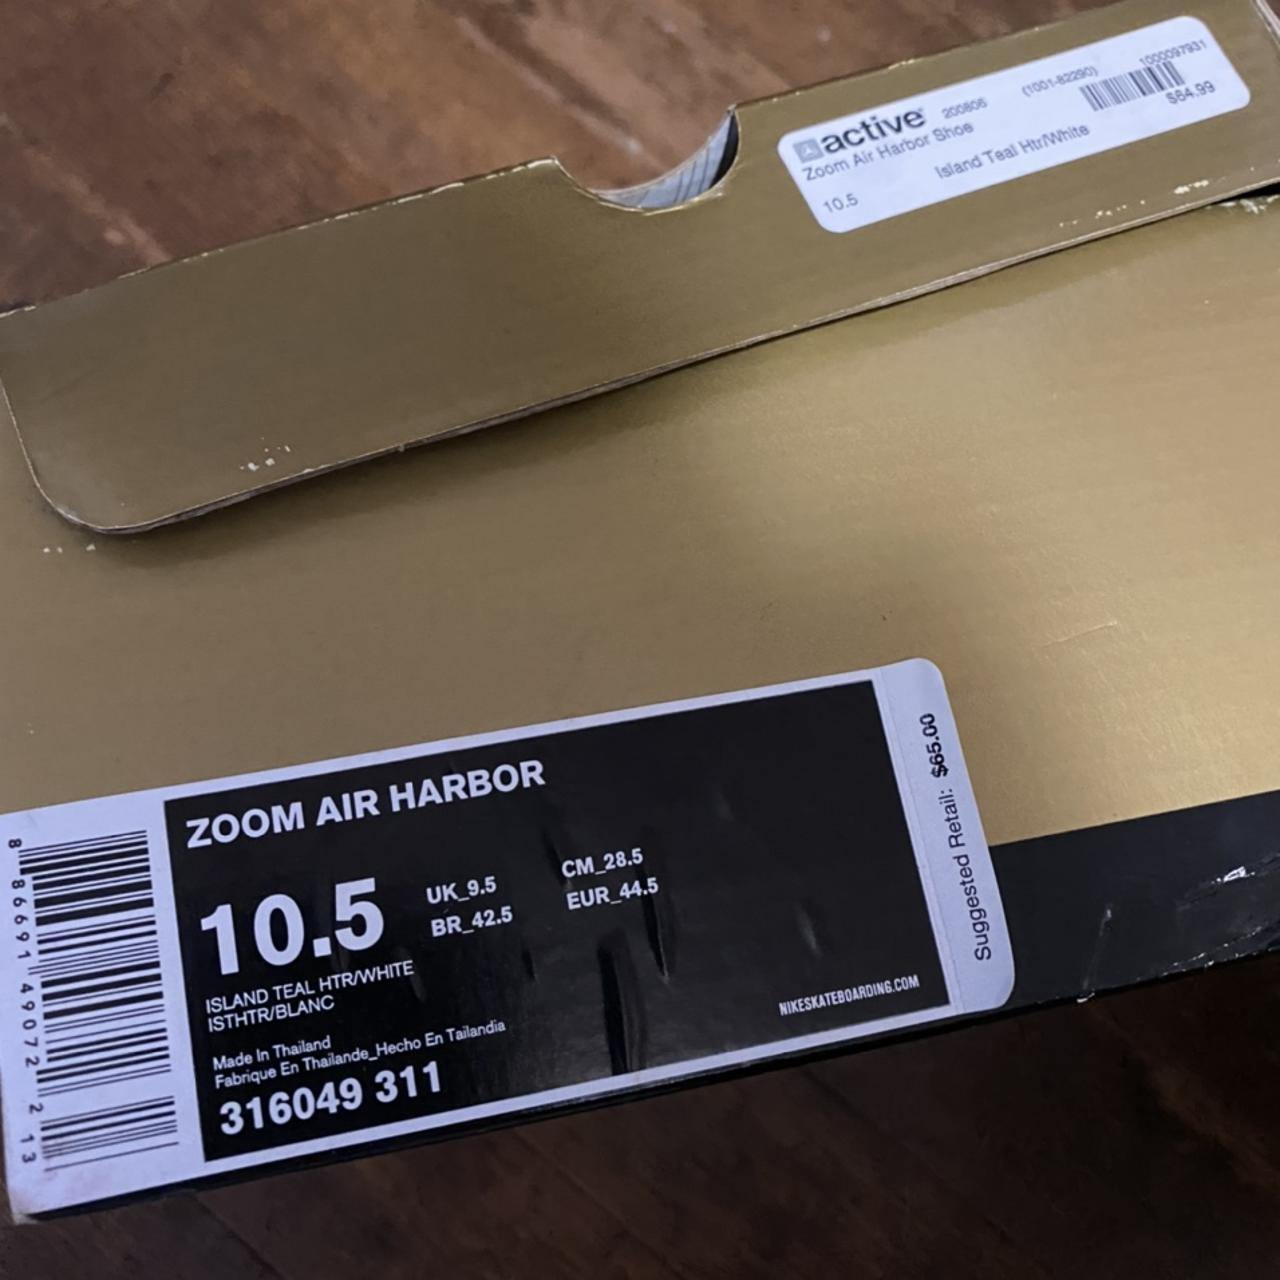 active 200806 (1001-82290) 1000097931
Zoom Air Harbor Shoe $64.99
10.5 Island Teal Htr/White
ZOOM AIR HARBOR
10.5 UK_9.5 CM_28.5
BR_42.5 EUR_44.5
ISLAND TEAL HTR/WHITE
ISTHTR/BLANC
Made In Thailand
Fabrique En Thailande_Hecho En Tailandia
316049 311
NIKESKATEBOARDING.COM
Suggested Retail: $65.00
8 86691 49072 2 13